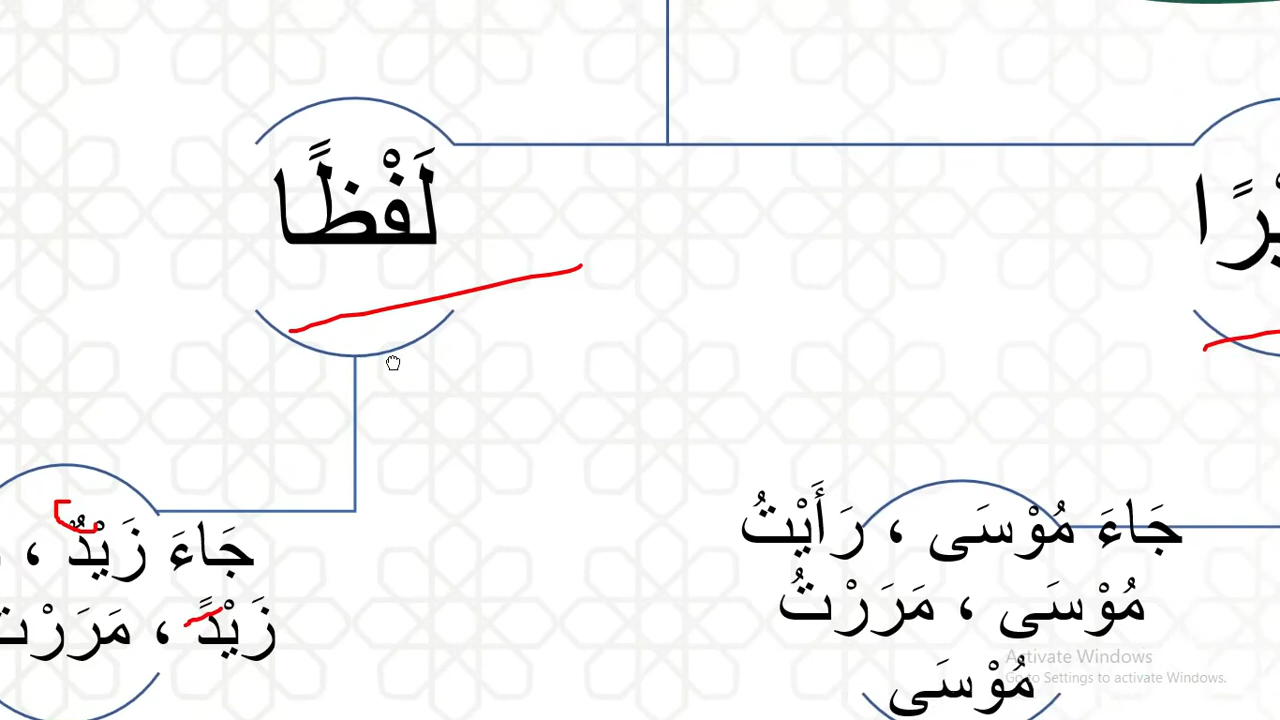 لَفْظًا
جَاءَ مُوْسَى ، رَأَيْتُ
مُوْسَى ، مَرَرْتُ
مُوْسَى
جَاءَ زَيْدٌ ،
زَيْدً ،
Activate Windows
Go to Settings to activate Windows.